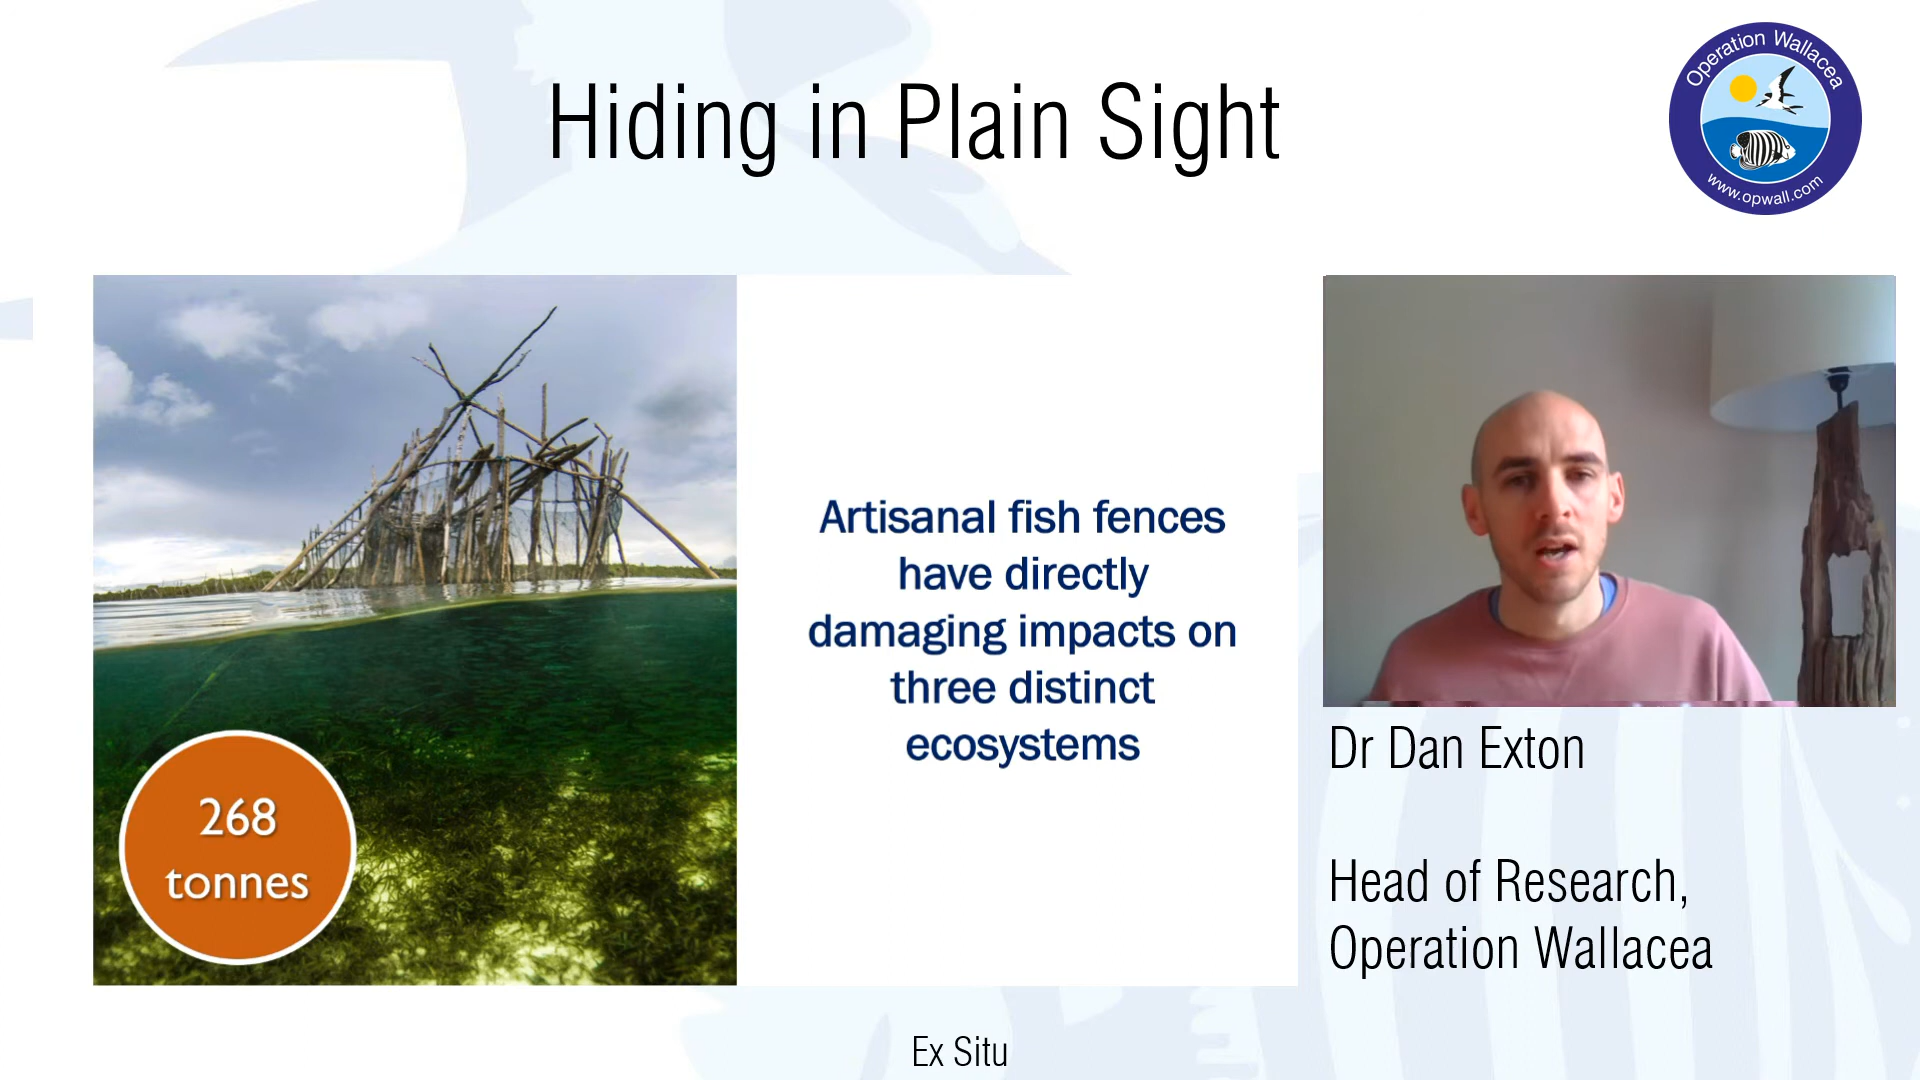 Hiding in Plain Sight
Operation Wallacea
www.opwall.com
Artisanal fish fences
have directly
damaging impacts on
three distinct
ecosystems
268
tonnes
Dr Dan Exton
Head of Research,
Operation Wallacea
Ex Situ